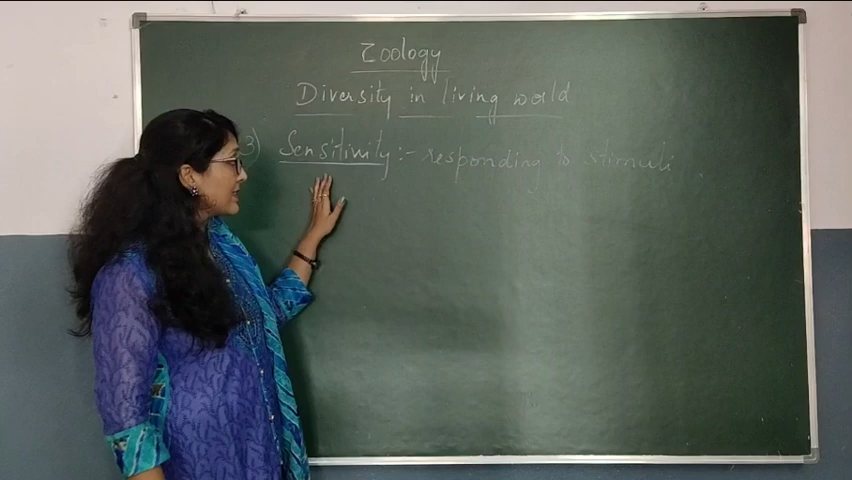 Zoology
Diversity in living world
3) Sensitivity :- responding to stimuli